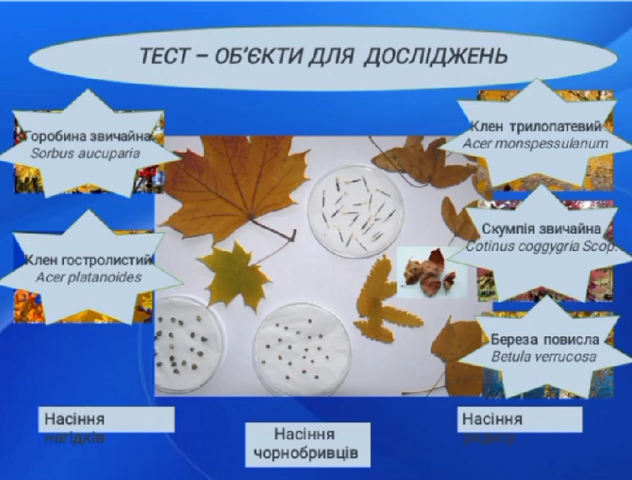 ТЕСТ – ОБ’ЄКТИ ДЛЯ ДОСЛІДЖЕНЬ
Горобина звичайна
Sorbus aucuparia
Клен гостролистий
Acer platanoides
Клен трилопатевий
Acer monspessulanum
Скумпія звичайна
Cotinus coggygria Scop.
Береза повисла
Betula verrucosa
Насіння
нагідків
Насіння
чорнобривців
Насіння